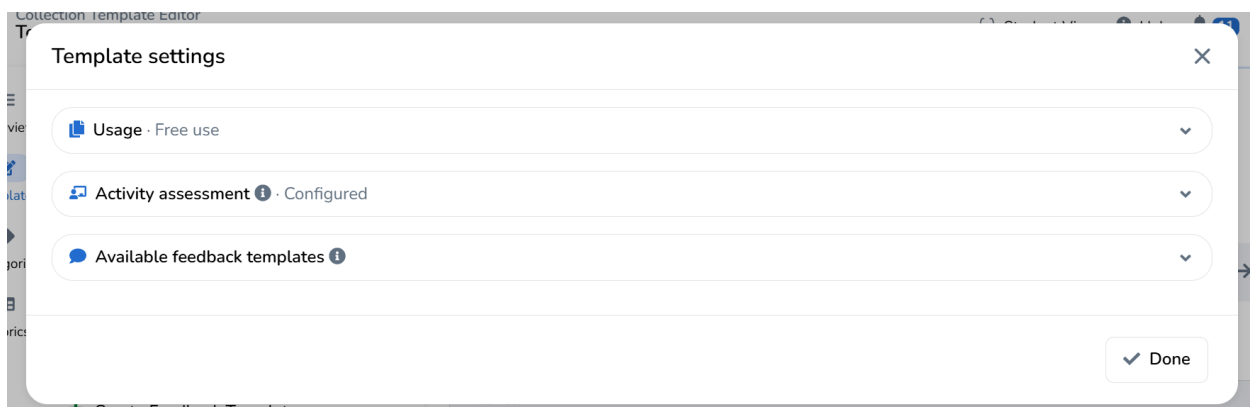 Collection Template Editor
Template settings
Usage · Free use
Activity assessment · Configured
Available feedback templates
Done